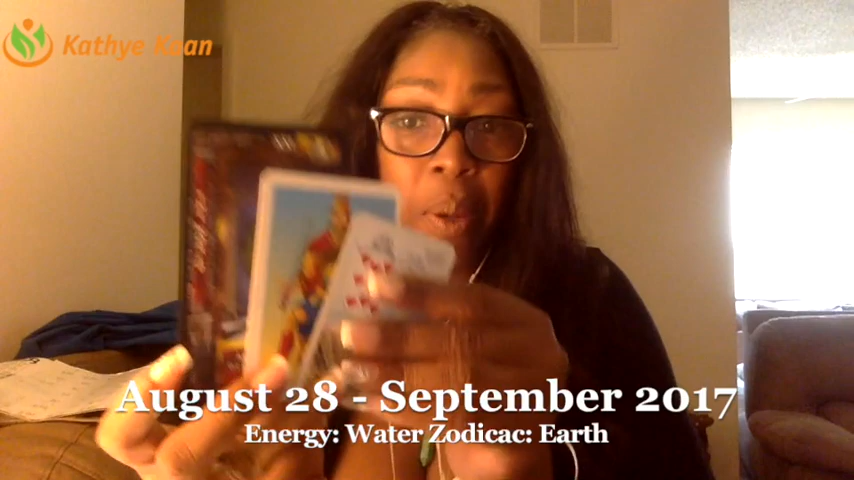 Kathye Kaan
August 28 - September 2017
Energy: Water Zodicac: Earth